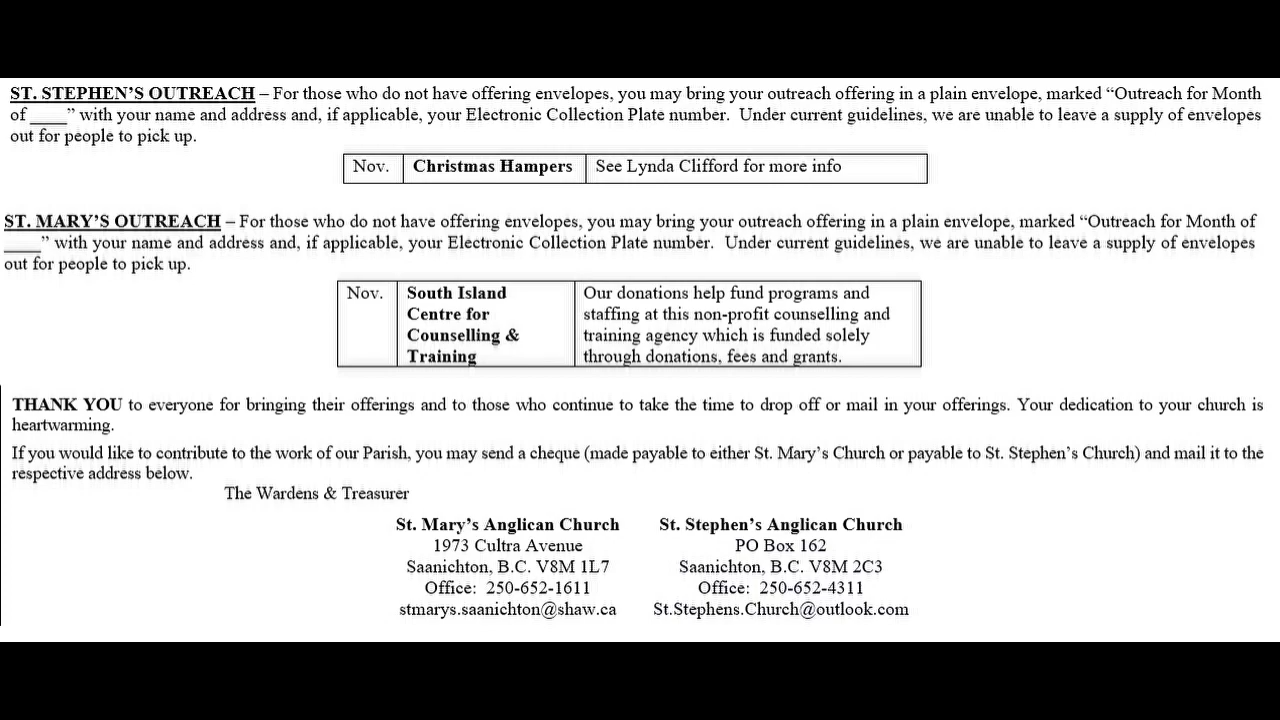 ST. STEPHEN'S OUTREACH – For those who do not have offering envelopes, you may bring your outreach offering in a plain envelope, marked “Outreach for Month
of ____” with your name and address and, if applicable, your Electronic Collection Plate number. Under current guidelines, we are unable to leave a supply of envelopes
out for people to pick up.
Nov. Christmas Hampers See Lynda Clifford for more info
ST. MARY'S OUTREACH – For those who do not have offering envelopes, you may bring your outreach offering in a plain envelope, marked “Outreach for Month of
____” with your name and address and, if applicable, your Electronic Collection Plate number. Under current guidelines, we are unable to leave a supply of envelopes
out for people to pick up.
Nov. South Island Our donations help fund programs and
Centre for staffing at this non-profit counselling and
Counselling & training agency which is funded solely
Training through donations, fees and grants.
THANK YOU to everyone for bringing their offerings and to those who continue to take the time to drop off or mail in your offerings. Your dedication to your church is
heartwarming.
If you would like to contribute to the work of our Parish, you may send a cheque (made payable to either St. Mary's Church or payable to St. Stephen's Church) and mail it to the
respective address below.
The Wardens & Treasurer
St. Mary's Anglican Church St. Stephen's Anglican Church
1973 Cultra Avenue PO Box 162
Saanichton, B.C. V8M 1L7 Saanichton, B.C. V8M 2C3
Office: 250-652-1611 Office: 250-652-4311
stmarys.saanichton@shaw.ca St.Stephens.Church@outlook.com